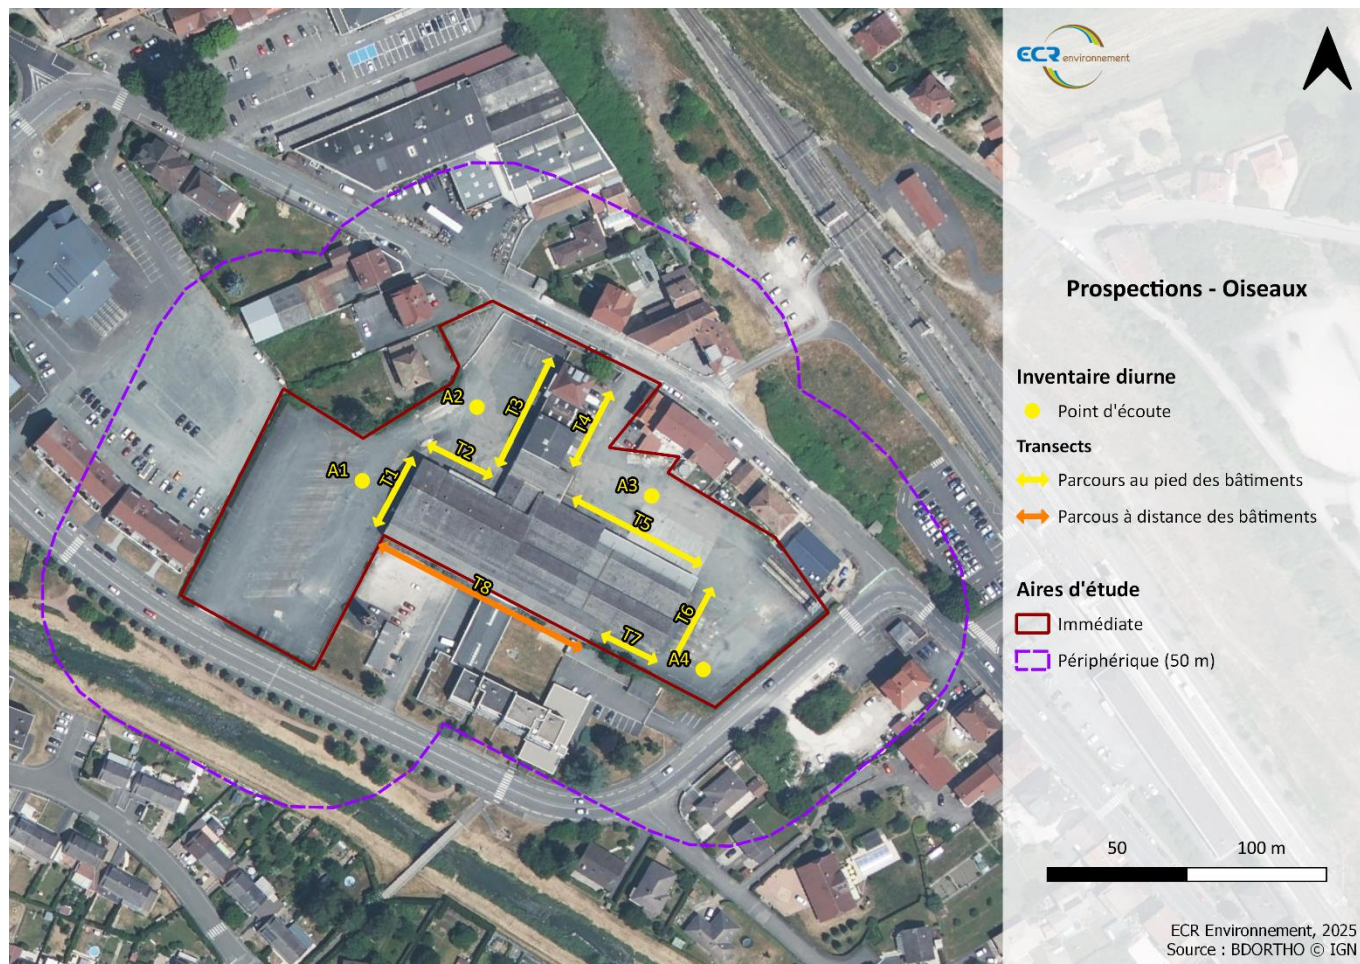 ECR environnement
Prospections - Oiseaux
Inventaire diurne
Point d'écoute
Transects
Parcours au pied des bâtiments
Parcous à distance des bâtiments
Aires d'étude
Immédiate
Périphérique (50 m)
50 100 m
ECR Environnement, 2025
Source : BDORTHO © IGN
A2
T3
T4
T2
A1
T1
A3
T5
T8
T6
T7
A4